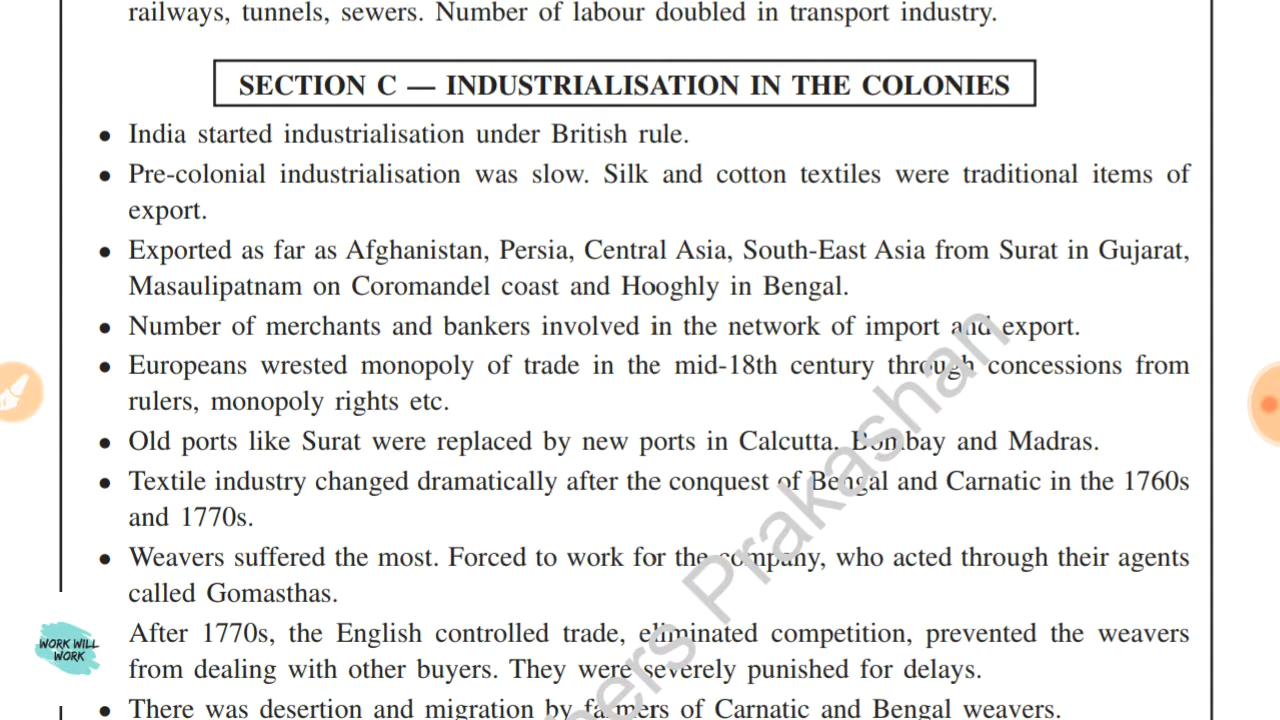 railways, tunnels, sewers. Number of labour doubled in transport industry.
SECTION C — INDUSTRIALISATION IN THE COLONIES
• India started industrialisation under British rule.
• Pre-colonial industrialisation was slow. Silk and cotton textiles were traditional items of
export.
• Exported as far as Afghanistan, Persia, Central Asia, South-East Asia from Surat in Gujarat,
Masaulipatnam on Coromandel coast and Hooghly in Bengal.
• Number of merchants and bankers involved in the network of import and export.
• Europeans wrested monopoly of trade in the mid-18th century through concessions from
rulers, monopoly rights etc.
• Old ports like Surat were replaced by new ports in Calcutta. Bombay and Madras.
• Textile industry changed dramatically after the conquest of Bengal and Carnatic in the 1760s
and 1770s.
• Weavers suffered the most. Forced to work for the company, who acted through their agents
called Gomasthas.
After 1770s, the English controlled trade, eliminated competition, prevented the weavers
from dealing with other buyers. They were severely punished for delays.
• There was desertion and migration by farmers of Carnatic and Bengal weavers.
WORK WILL
WORK
Prakashan